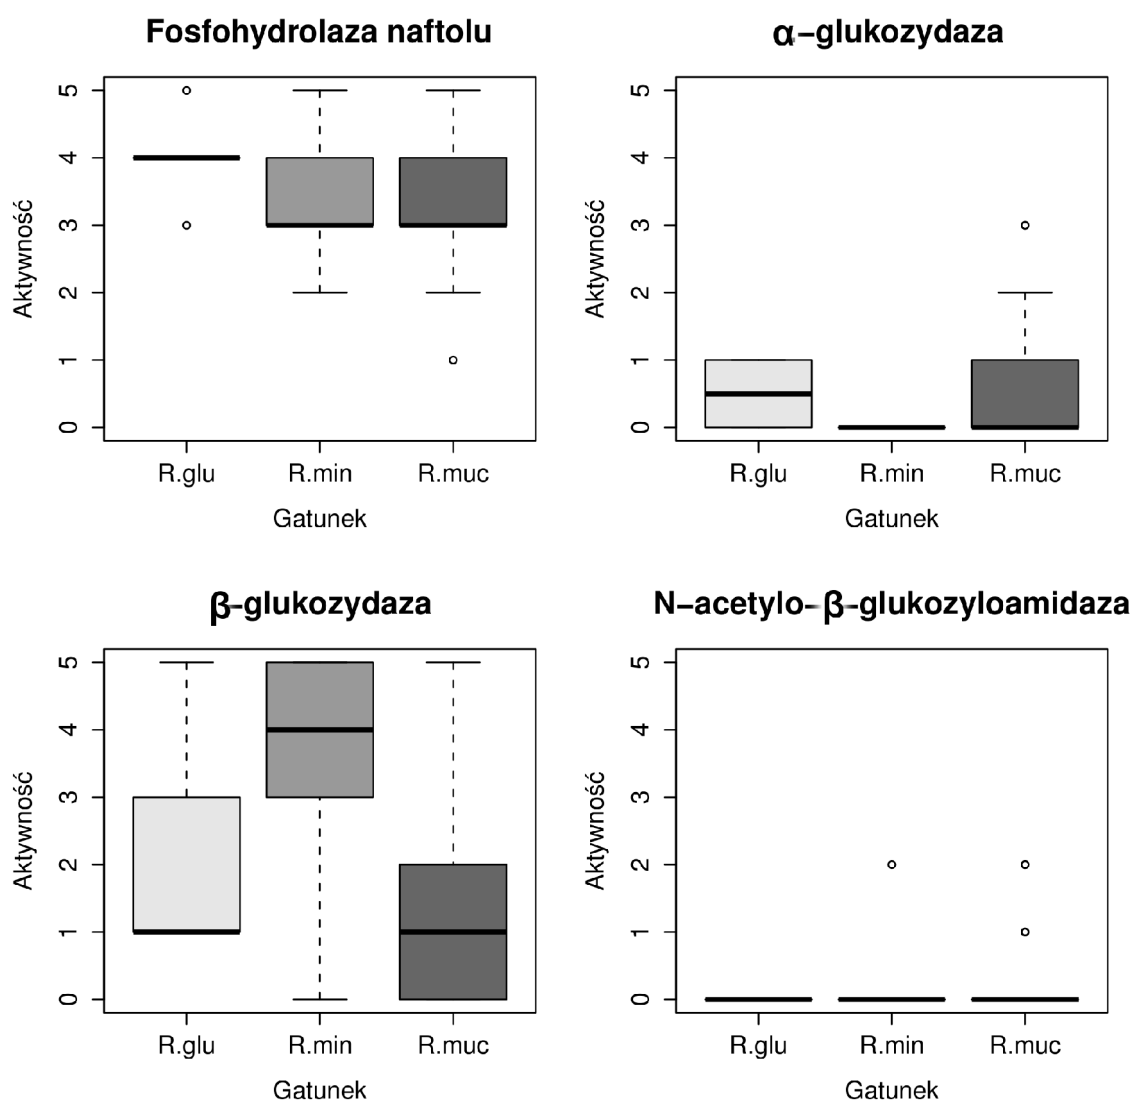 Fosfohydrolaza naftolu
5
4
3
2
1
0
Aktywność
R.glu R.min R.muc
Gatunek
α-glukozydaza
5
4
3
2
1
0
Aktywność
R.glu R.min R.muc
Gatunek
β-glukozydaza
5
4
3
2
1
0
Aktywność
R.glu R.min R.muc
Gatunek
N-acetylo-β-glukozyloamidaza
5
4
3
2
1
0
Aktywność
R.glu R.min R.muc
Gatunek